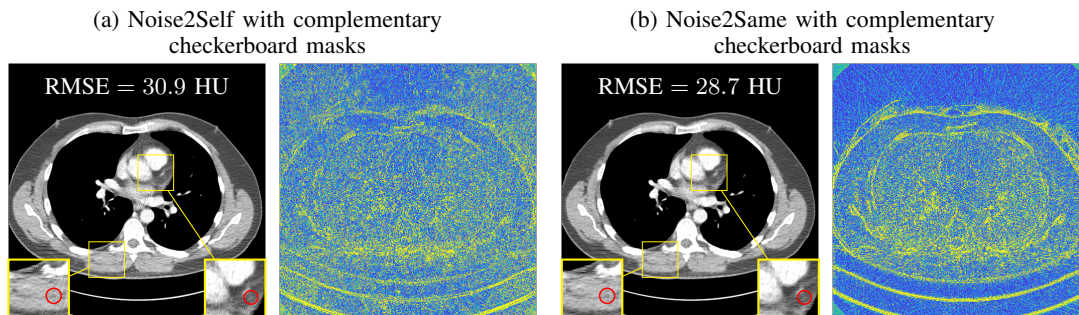 (a) Noise2Self with complementary
checkerboard masks
RMSE = 30.9 HU
(b) Noise2Same with complementary
checkerboard masks
RMSE = 28.7 HU